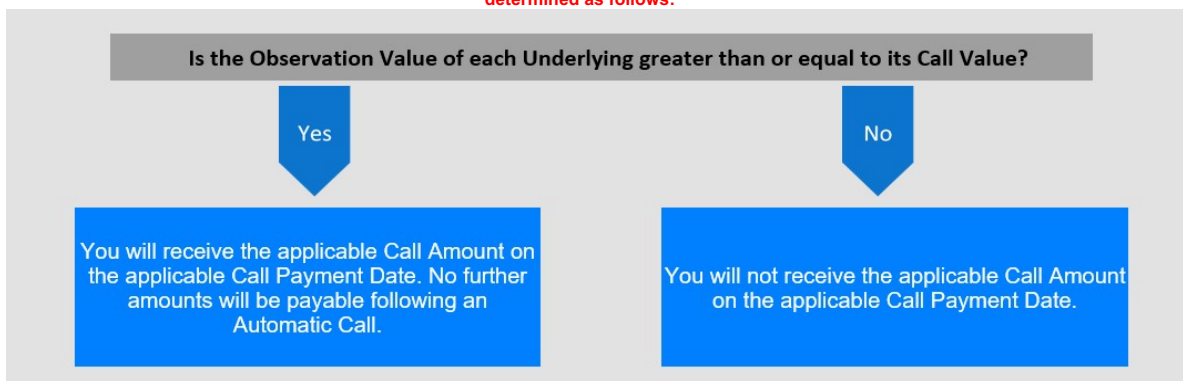 determined as follows:
Is the Observation Value of each Underlying greater than or equal to its Call Value?
Yes
No
You will receive the applicable Call Amount on
the applicable Call Payment Date. No further
amounts will be payable following an
Automatic Call.
You will not receive the applicable Call Amount
on the applicable Call Payment Date.